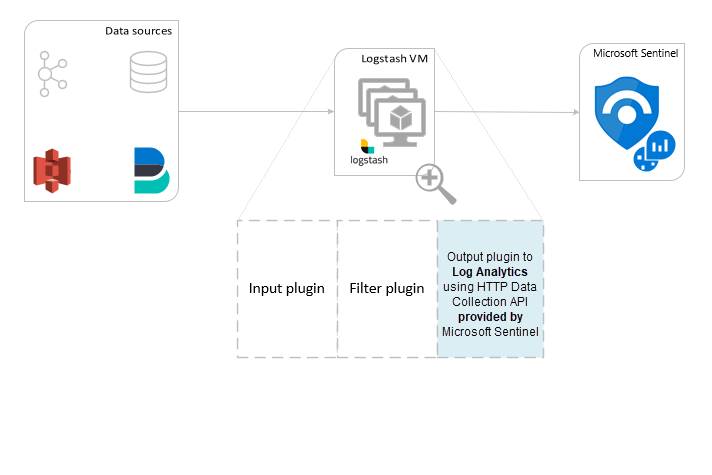 Data sources
Logstash VM
logstash
Microsoft Sentinel
Input plugin
Filter plugin
Output plugin to
Log Analytics
using HTTP Data
Collection API
provided by
Microsoft Sentinel